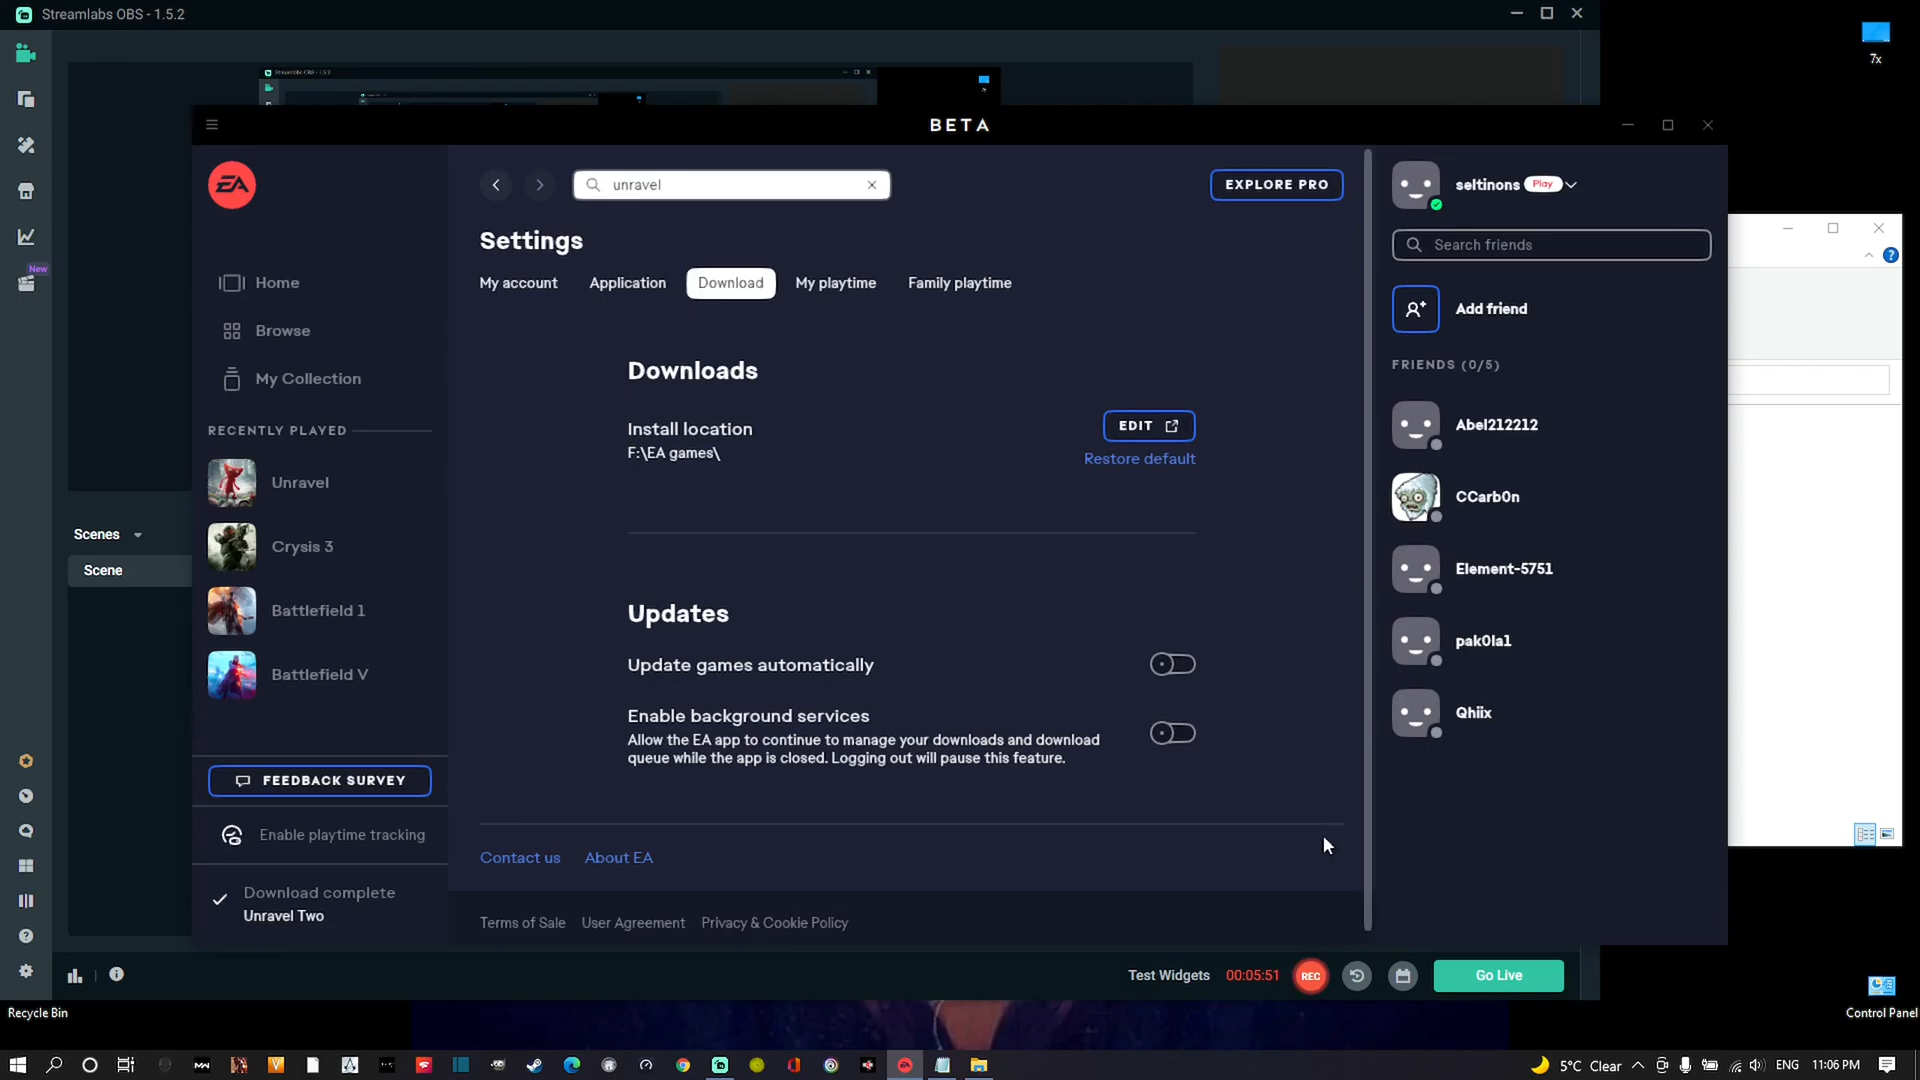 Streamlabs OBS - 1.5.2
7x
BETA
EA
unravel
EXPLORE PRO
seltinons
Play
Settings
Search friends
My account
Application
Download
My playtime
Family playtime
New
Home
Browse
My Collection
Add friend
FRIENDS (0/5)
Downloads
RECENTLY PLAYED
Install location
F:\EA games\
EDIT
Restore default
Abel212212
Unravel
CCarb0n
Scenes
Scene
Crysis 3
Element-5751
Updates
Battlefield 1
pak0la1
Update games automatically
Battlefield V
Enable background services
Allow the EA app to continue to manage your downloads and download
queue while the app is closed. Logging out will pause this feature.
Qhiix
FEEDBACK SURVEY
Enable playtime tracking
Contact us
About EA
Download complete
Unravel Two
Terms of Sale
User Agreement
Privacy & Cookie Policy
Test Widgets
00:05:51
REC
Go Live
Recycle Bin
Control Panel
5°C Clear
ENG
11:06 PM